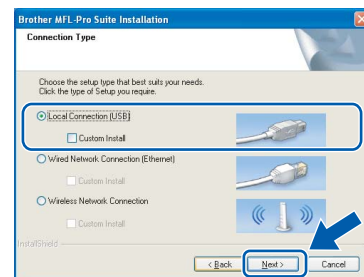 Brother MFL-Pro Suite Installation
Connection Type
Choose the setup type that best suits your needs.
Click the type of Setup you require.
Local Connection (USB)
Custom Install
Wired Network Connection (Ethernet)
Custom Install
Wireless Network Connection
Custom Install
InstallShield
< Back Next > Cancel